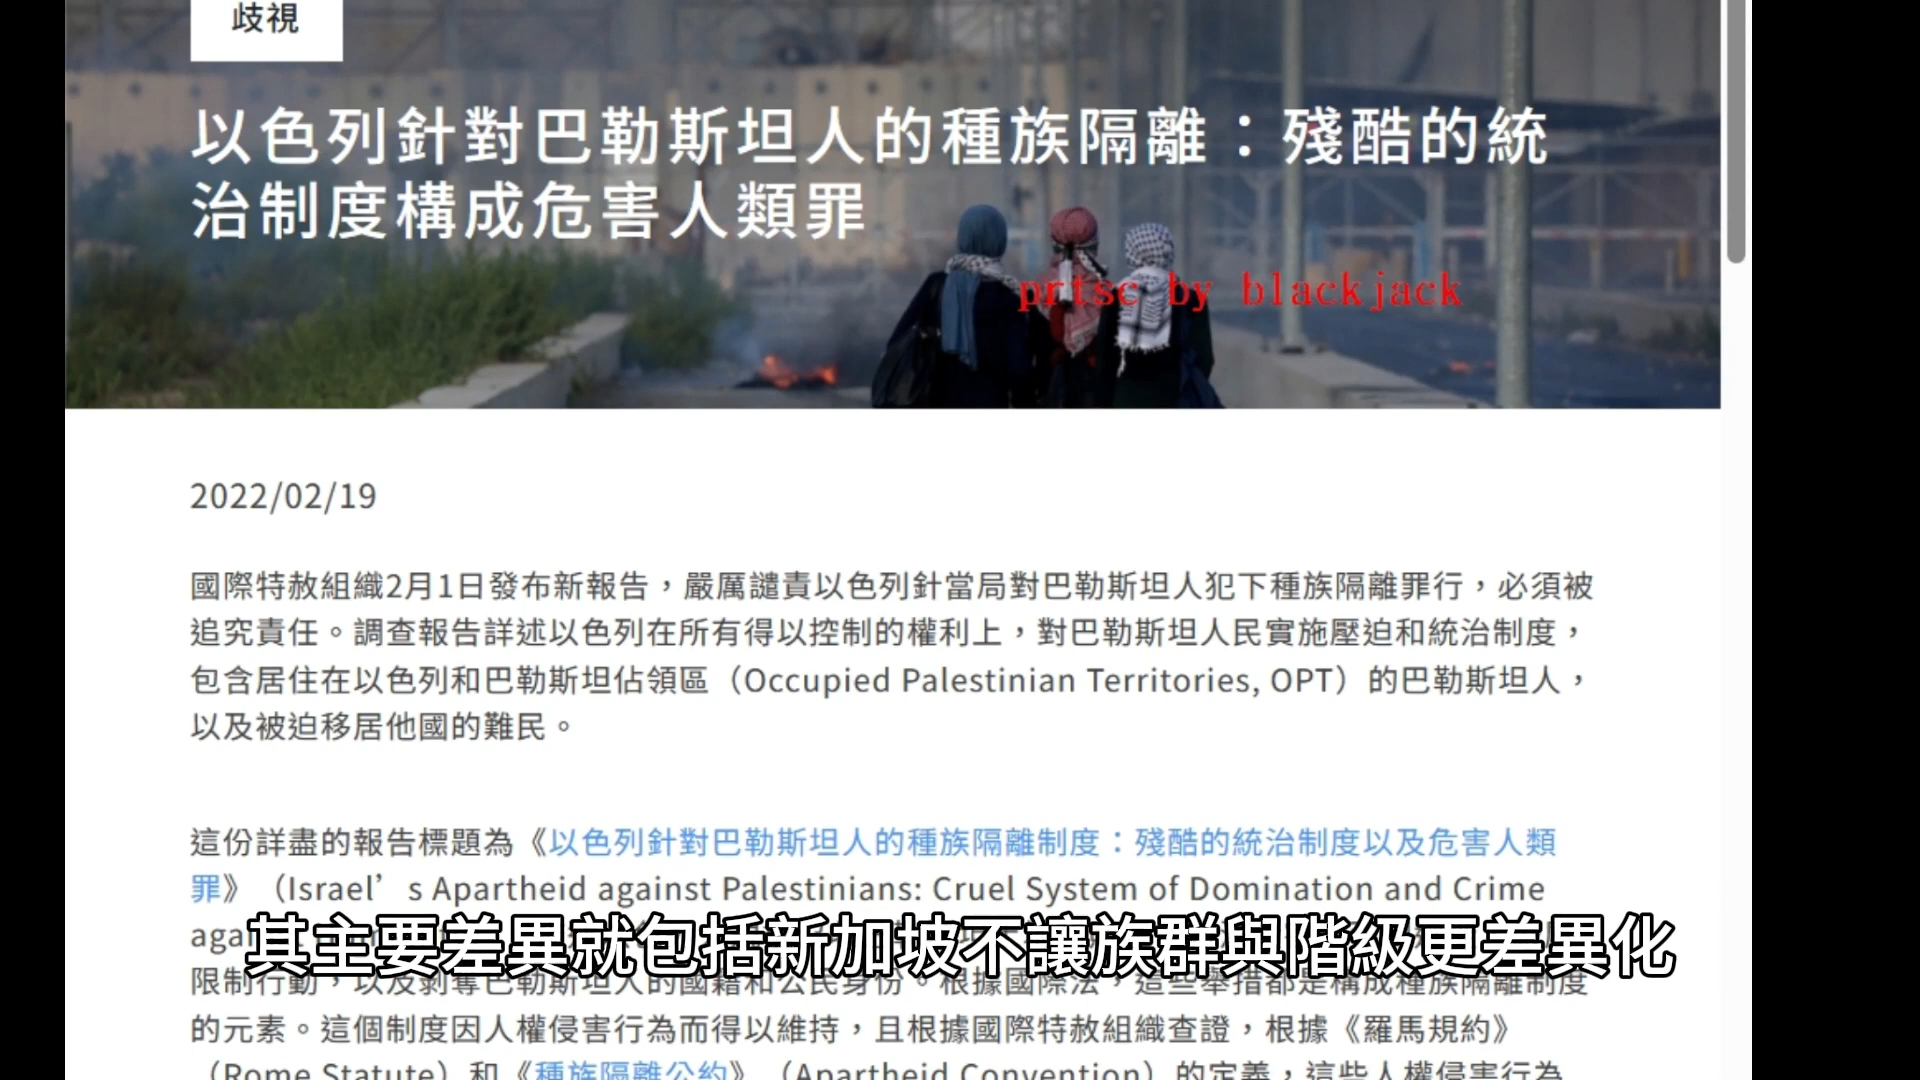 歧視
以色列針對巴勒斯坦人的種族隔離：殘酷的統
治制度構成危害人類罪
prtsc by blackjack
2022/02/19
國際特赦組織2月1日發布新報告，嚴厲譴責以色列針當局對巴勒斯坦人犯下種族隔離罪行，必須被
追究責任。調查報告詳述以色列在所有得以控制的權利上，對巴勒斯坦人民實施壓迫和統治制度，
包含居住在以色列和巴勒斯坦佔領區（Occupied Palestinian Territories, OPT）的巴勒斯坦人，
以及被迫移居他國的難民。
這份詳盡的報告標題為《以色列針對巴勒斯坦人的種族隔離制度：殘酷的統治制度以及危害人類
罪》（Israel’s Apartheid against Palestinians: Cruel System of Domination and Crime
其主要差異就包括新加坡不讓族群與階級更差異化
限制行動，以及剝奪巴勒斯坦人的國籍和公民身份。根據國際法，這些舉措都是構成種族隔離制度
的元素。這個制度因人權侵害行為而得以維持，且根據國際特赦組織查證，根據《羅馬規約》
（Rome Statute）和《種族隔離公約》（Apartheid Convention）的定義，這些人權侵害行為